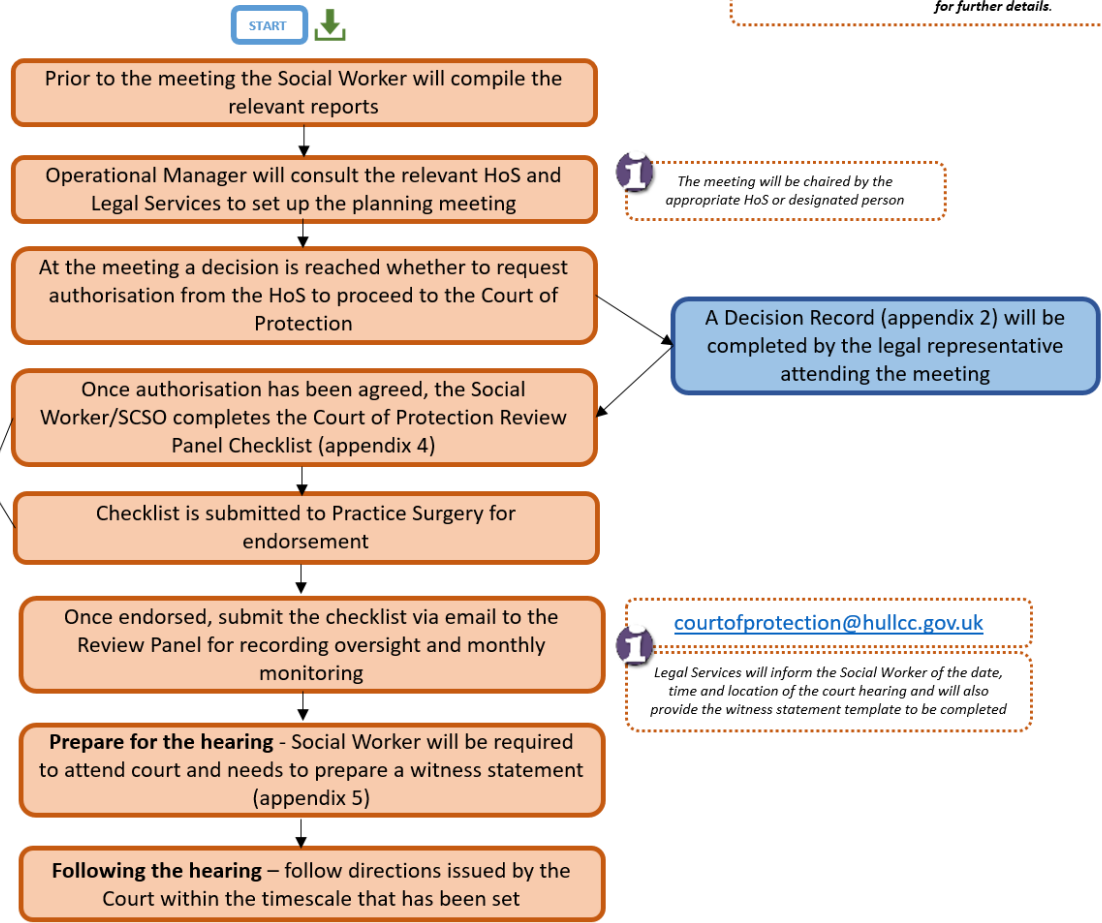 for further details.
START
Prior to the meeting the Social Worker will compile the
relevant reports
Operational Manager will consult the relevant HoS and
Legal Services to set up the planning meeting
1
The meeting will be chaired by the
appropriate HoS or designated person
At the meeting a decision is reached whether to request
authorisation from the HoS to proceed to the Court of
Protection
A Decision Record (appendix 2) will be
completed by the legal representative
attending the meeting
Once authorisation has been agreed, the Social
Worker/SCSO completes the Court of Protection Review
Panel Checklist (appendix 4)
Checklist is submitted to Practice Surgery for
endorsement
Once endorsed, submit the checklist via email to the
Review Panel for recording oversight and monthly
monitoring
courtofprotection@hullcc.gov.uk
1
Legal Services will inform the Social Worker of the date,
time and location of the court hearing and will also
provide the witness statement template to be completed
Prepare for the hearing - Social Worker will be required
to attend court and needs to prepare a witness statement
(appendix 5)
Following the hearing – follow directions issued by the
Court within the timescale that has been set